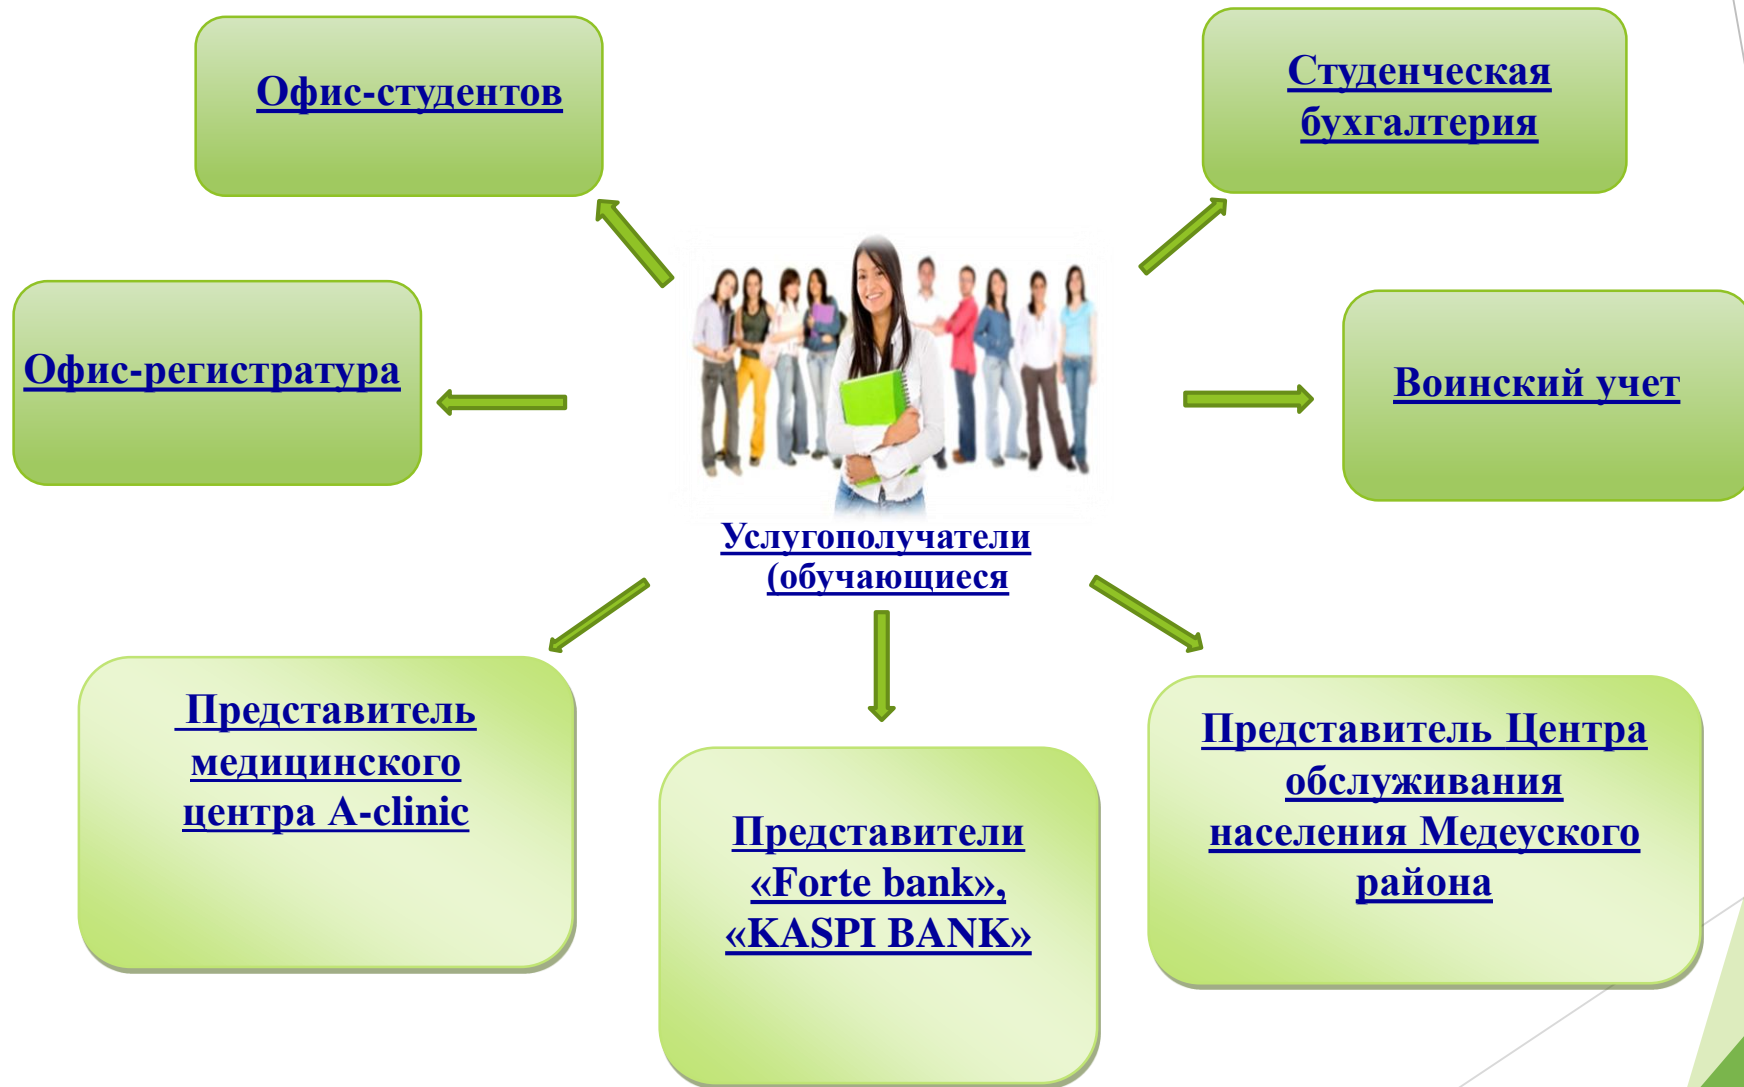 Офис-студентов
Студенческая
бухгалтерия
Офис-регистратура
Воинский учет
Услугополучатели
(обучающиеся
Представитель
медицинского
центра A-clinic
Представители
«Forte bank»,
«KASPI BANK»
Представитель Центра
обслуживания
населения Медеуского
района